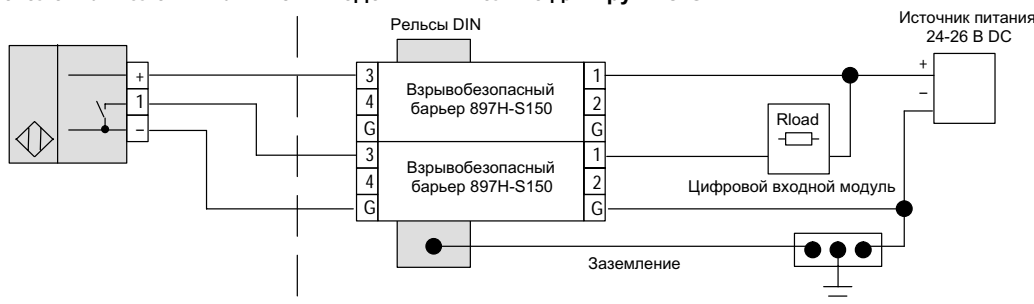 Рельсы DIN
Источник питания
24-26 В DC
+
1
–
3
4
G
Взрывобезопасный
барьер 897H-S150
1
2
G
3
4
G
Взрывобезопасный
барьер 897H-S150
1
2
G
Rload
+
–
Цифровой входной модуль
Заземление